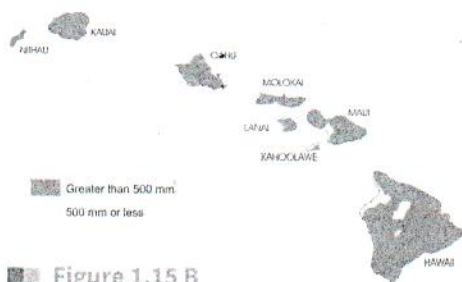 KAUAI
NIIHAU
OAHU
MOLOKAI
LANAI
MAUI
KAHOOLAWE
Greater than 500 mm
500 mm or less
HAWAII
Figure 1.15 B